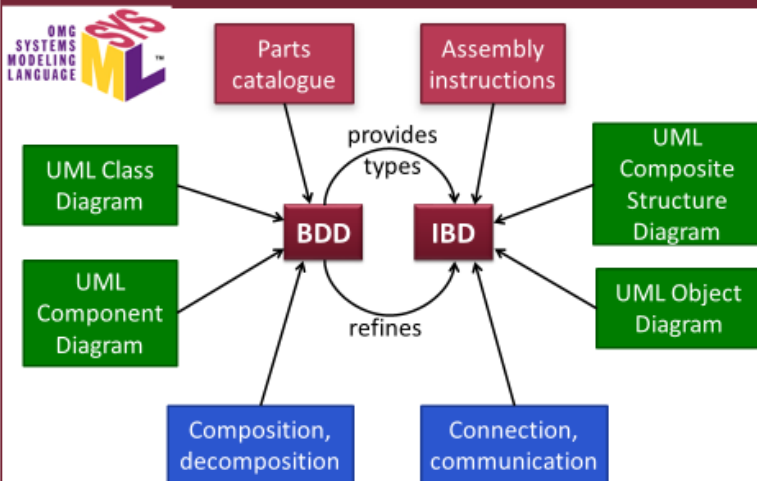 OMG
SYSTEMS
MODELING
LANGUAGE
SYS
ML
™
Parts
catalogue
Assembly
instructions
provides
types
UML Class
Diagram
UML
Composite
Structure
Diagram
BDD
IBD
UML
Component
Diagram
UML Object
Diagram
refines
Composition,
decomposition
Connection,
communication